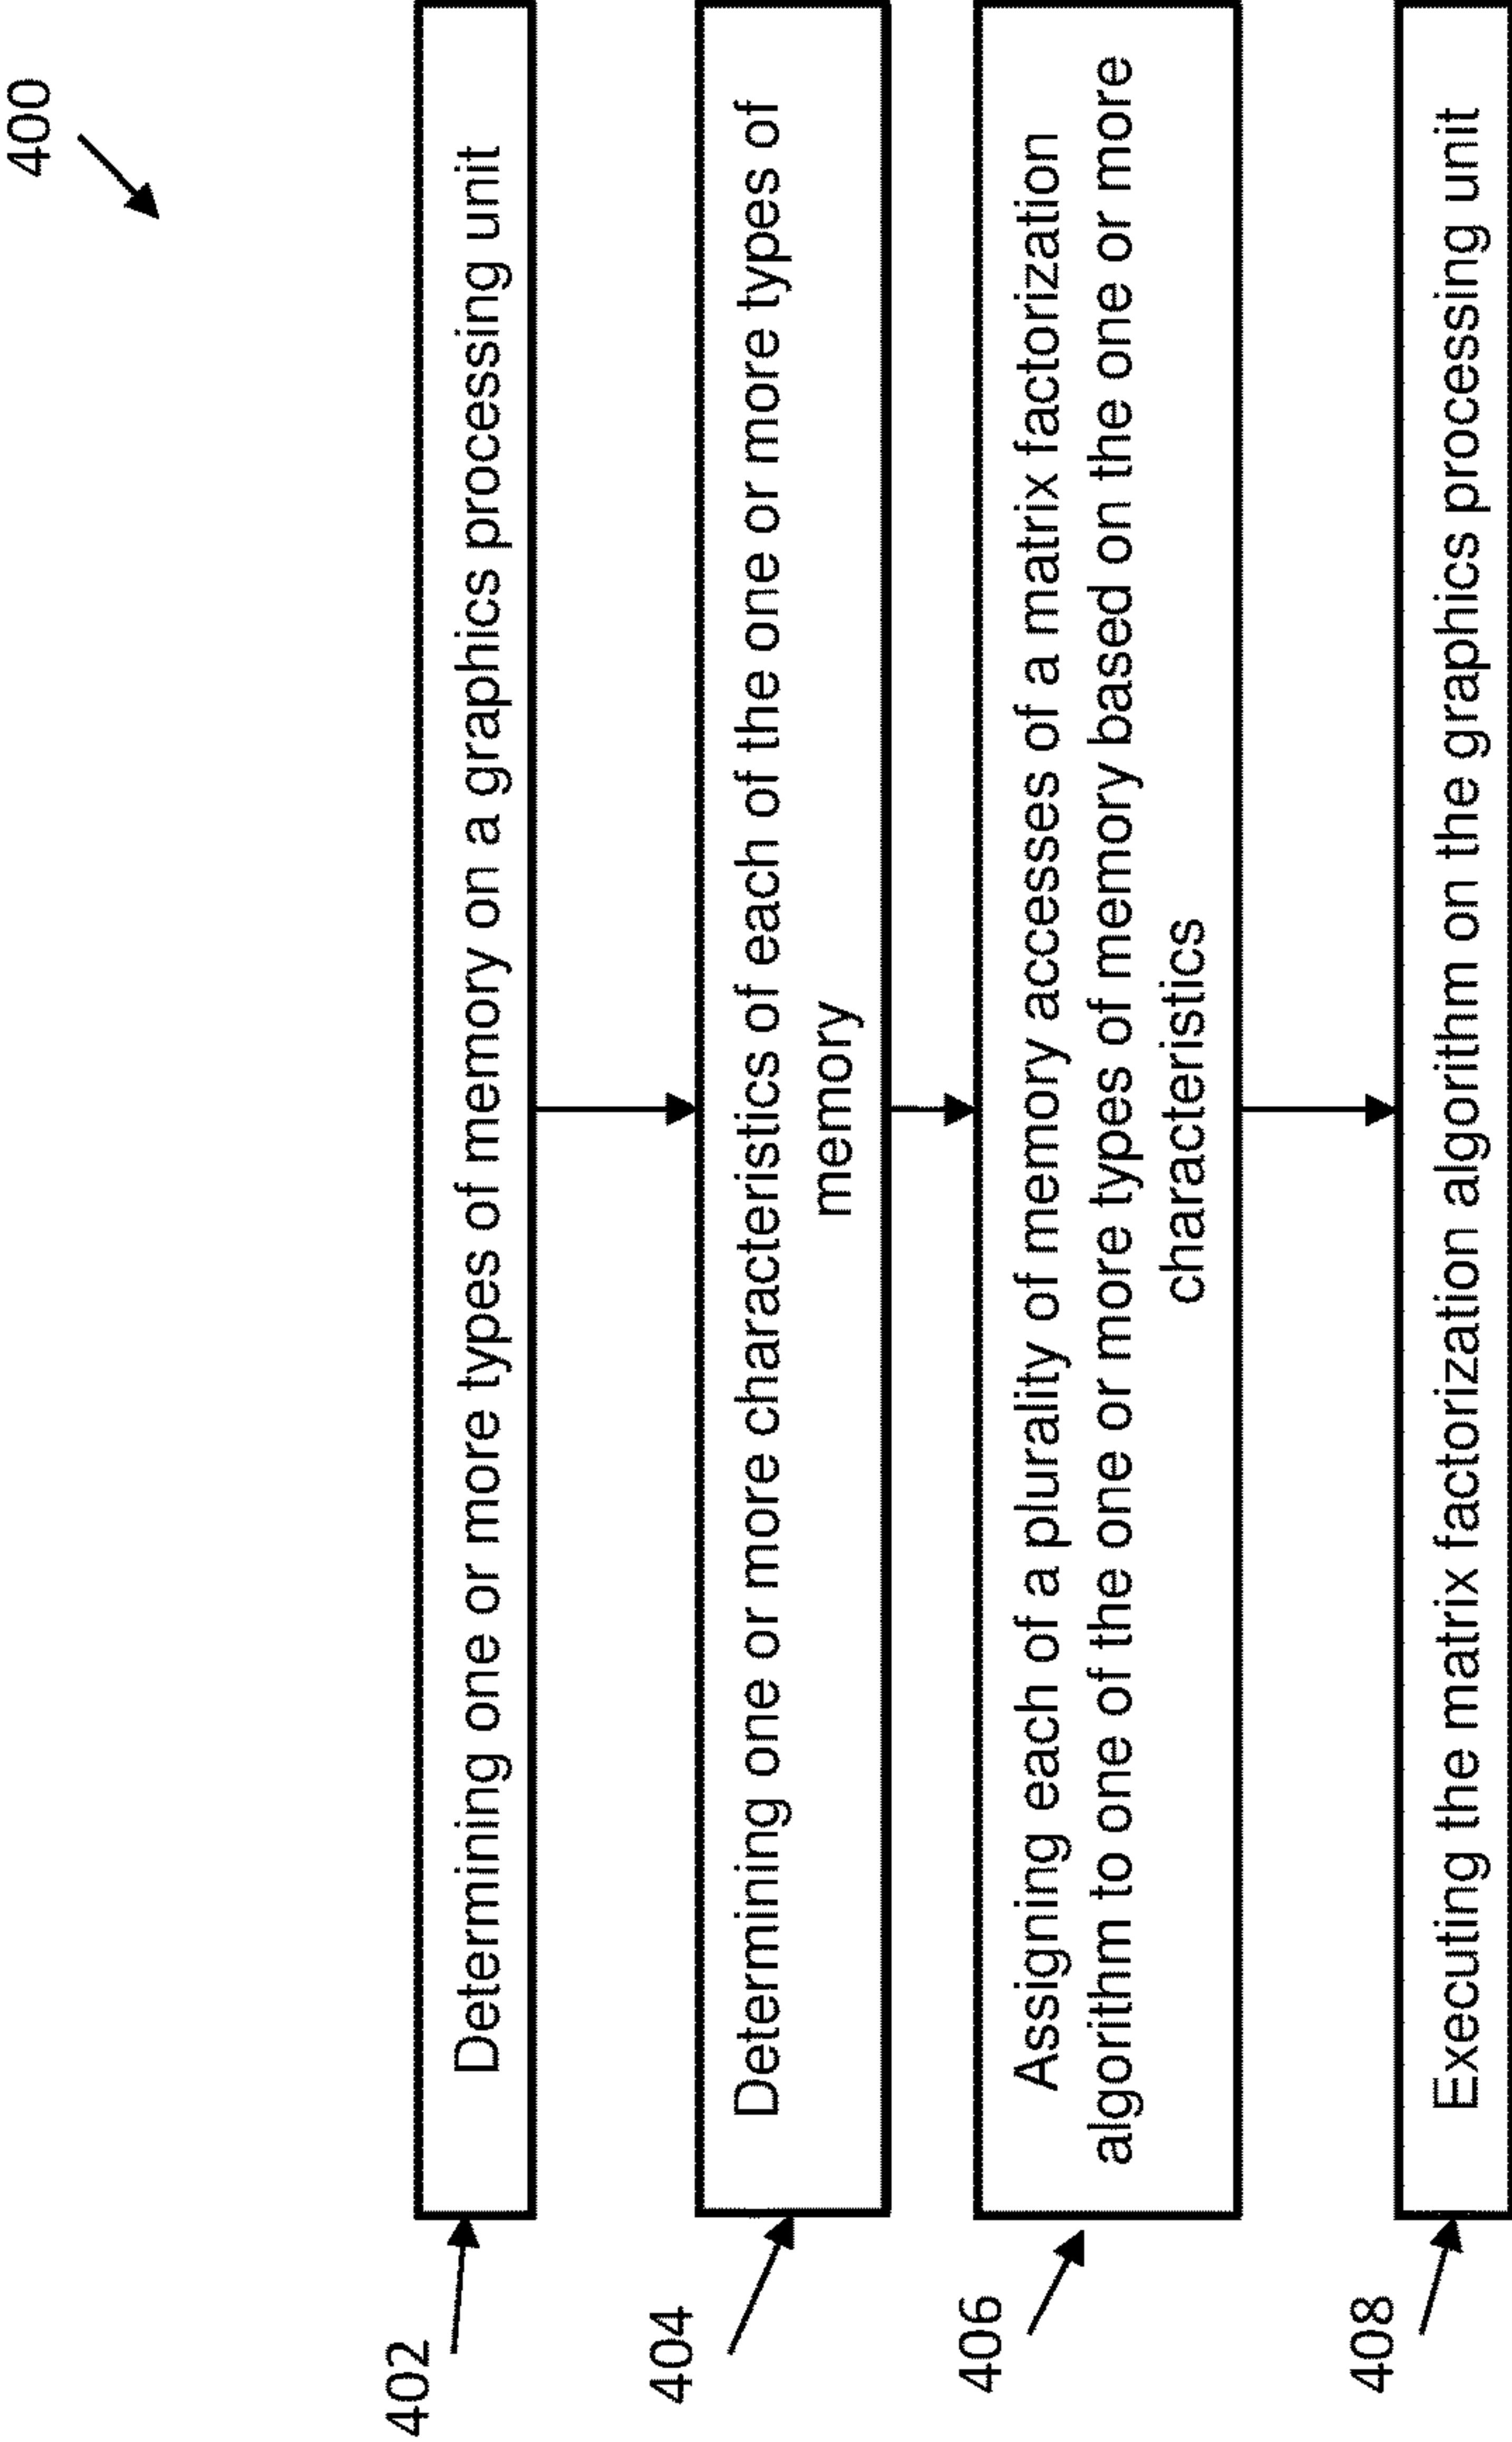 400
402
Determining one or more types of memory on a graphics processing unit
404
Determining one or more characteristics of each of the one or more types of
memory
406
Assigning each of a plurality of memory accesses of a matrix factorization
algorithm to one of the one or more types of memory based on the one or more
characteristics
408
Executing the matrix factorization algorithm on the graphics processing unit